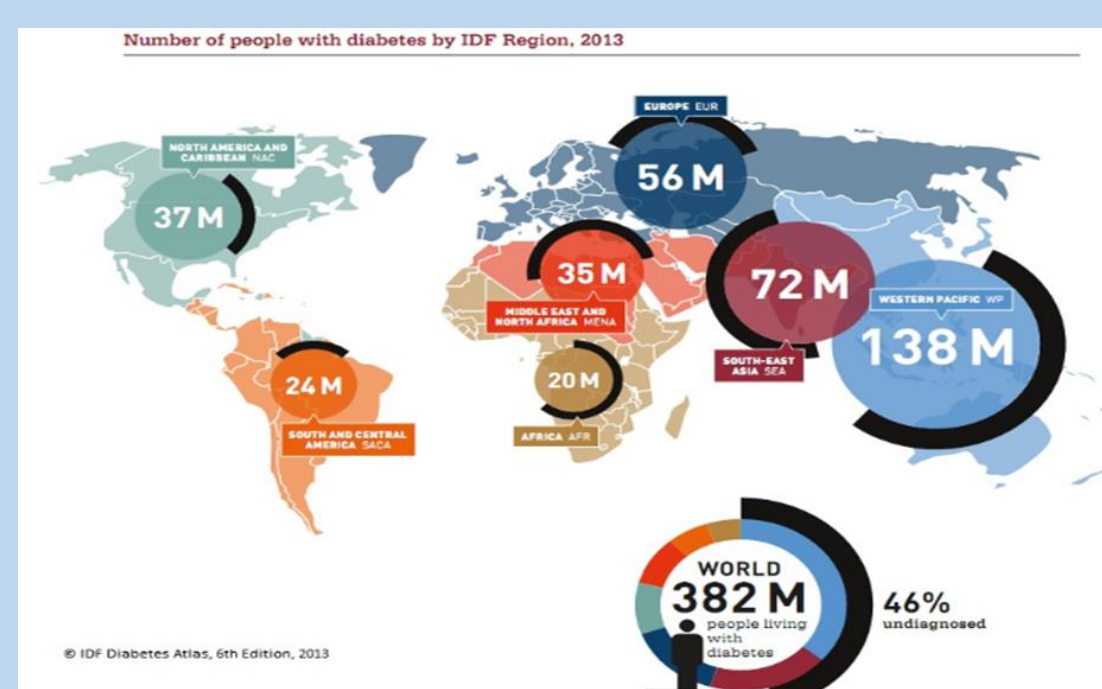 Number of people with diabetes by IDF Region, 2013
EUROPE EUR
56 M
NORTH AMERICA AND
CARIBBEAN NAC
37 M
35 M
MIDDLE EAST AND
NORTH AFRICA MENA
72 M
SOUTH-EAST
ASIA SEA
WESTERN PACIFIC WP
138 M
24 M
SOUTH AND CENTRAL
AMERICA SACA
20 M
AFRICA AFR
WORLD
382 M
people living
with
diabetes
46%
undiagnosed
© IDF Diabetes Atlas, 6th Edition, 2013